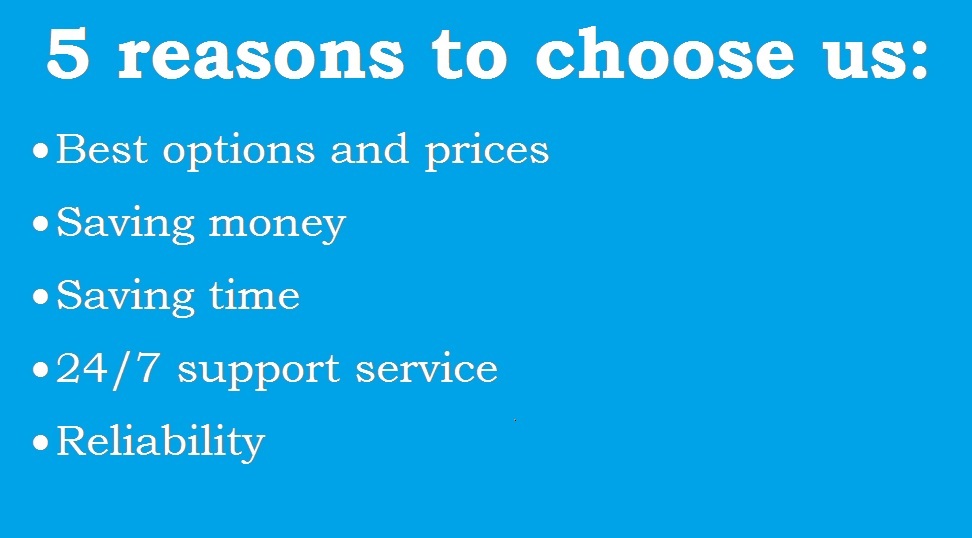 5 reasons to choose us:
•Best options and prices
•Saving money
•Saving time
•24/7 support service
•Reliability